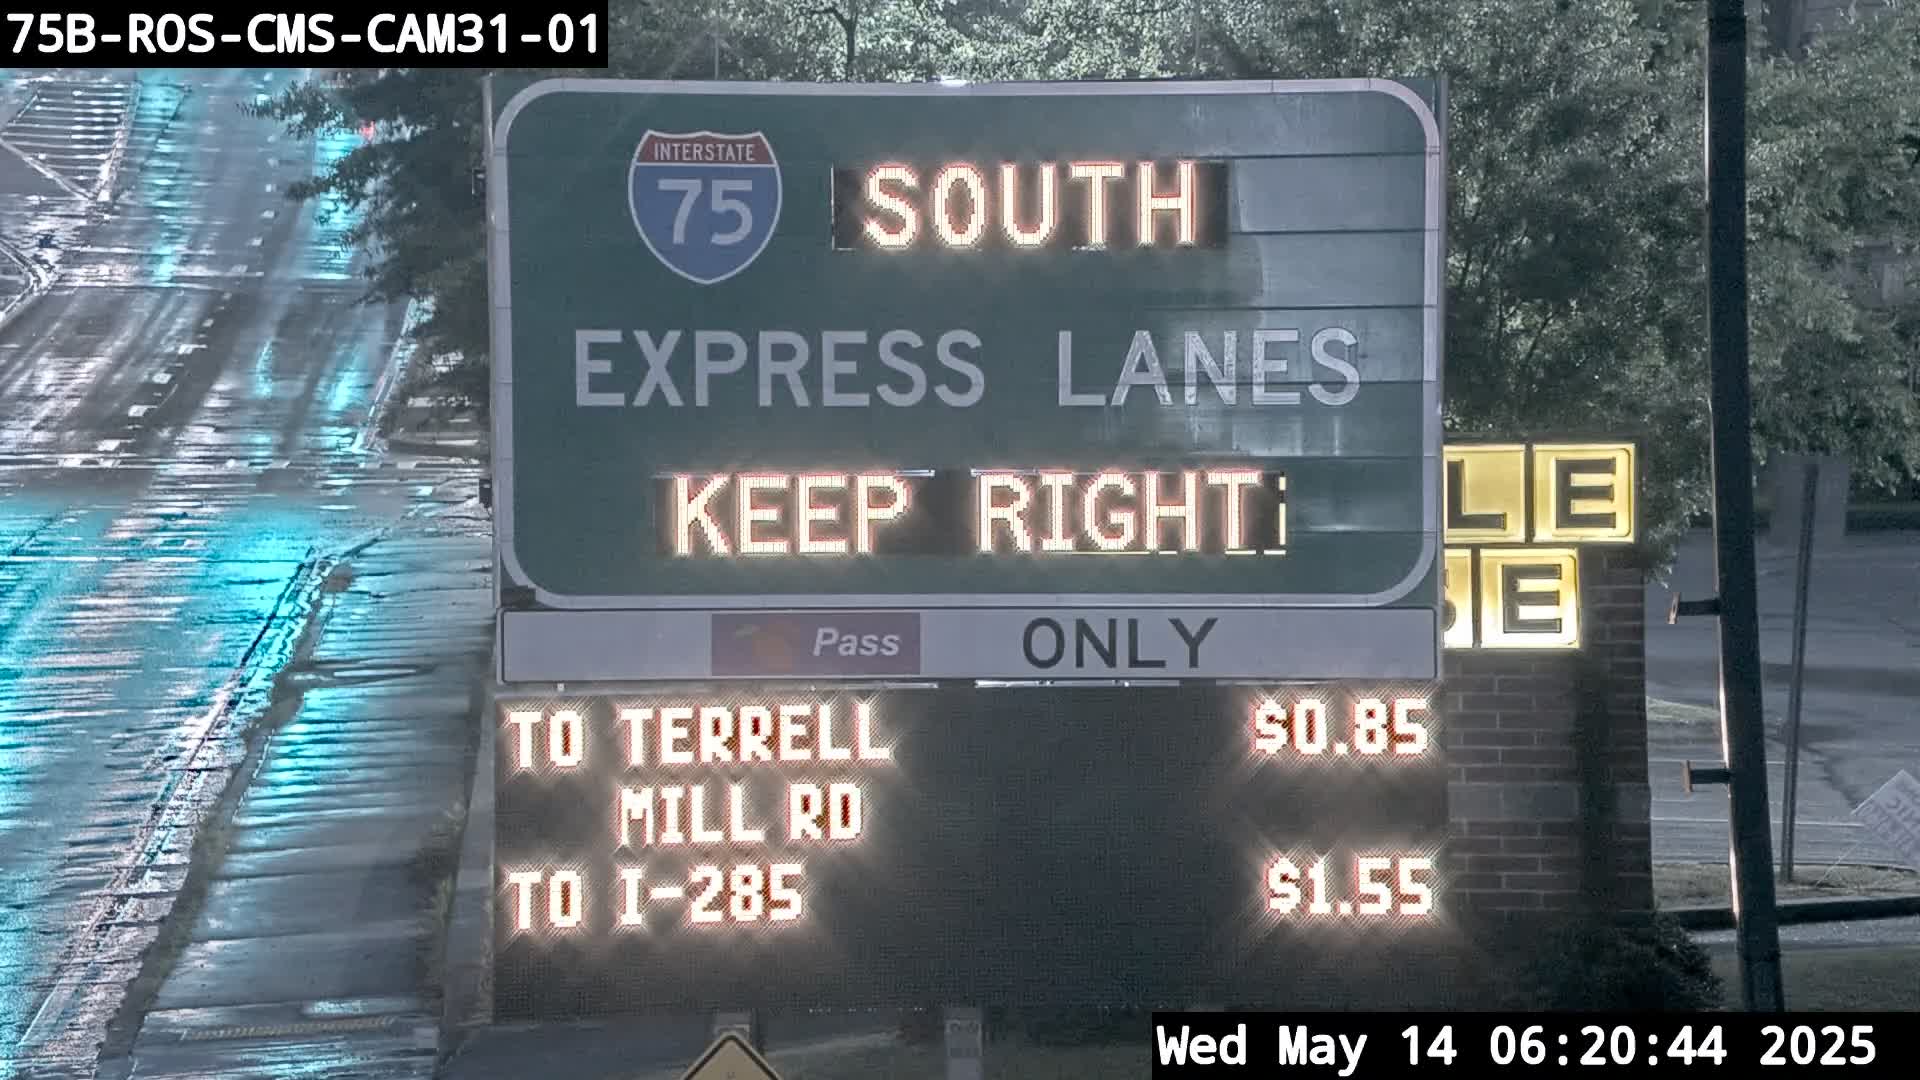 75B-ROS-CMS-CAM31-01
INTERSTATE
75
SOUTH
EXPRESS LANES
KEEP RIGHT
Pass ONLY
LE
E
TO TERRELL $0.85
MILL RD
TO I-285 $1.55
Wed May 14 06:20:44 2025